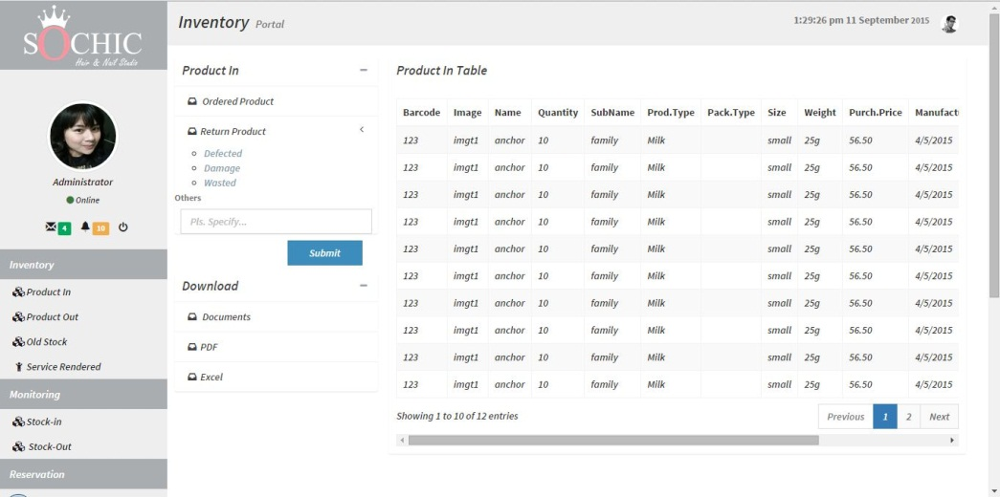 SOCHIC
Hair & Nail Studio
Inventory Portal
1:29:26 pm 11 September 2015
Administrator
Online
4 10
Inventory
Product In
Product Out
Old Stock
Service Rendered
Monitoring
Stock-in
Stock-Out
Reservation
Product In
Ordered Product
Return Product
Defected
Damage
Wasted
Others
Pls. Specify...
Submit
Download
Documents
PDF
Excel
Product In Table
Barcode Image Name Quantity SubName Prod.Type Pack.Type Size Weight Purch.Price Manufactu
123 imgt1 anchor 10 family Milk small 25g 56.50 4/5/2015
123 imgt1 anchor 10 family Milk small 25g 56.50 4/5/2015
123 imgt1 anchor 10 family Milk small 25g 56.50 4/5/2015
123 imgt1 anchor 10 family Milk small 25g 56.50 4/5/2015
123 imgt1 anchor 10 family Milk small 25g 56.50 4/5/2015
123 imgt1 anchor 10 family Milk small 25g 56.50 4/5/2015
123 imgt1 anchor 10 family Milk small 25g 56.50 4/5/2015
123 imgt1 anchor 10 family Milk small 25g 56.50 4/5/2015
123 imgt1 anchor 10 family Milk small 25g 56.50 4/5/2015
123 imgt1 anchor 10 family Milk small 25g 56.50 4/5/2015
Showing 1 to 10 of 12 entries
Previous 1 2 Next